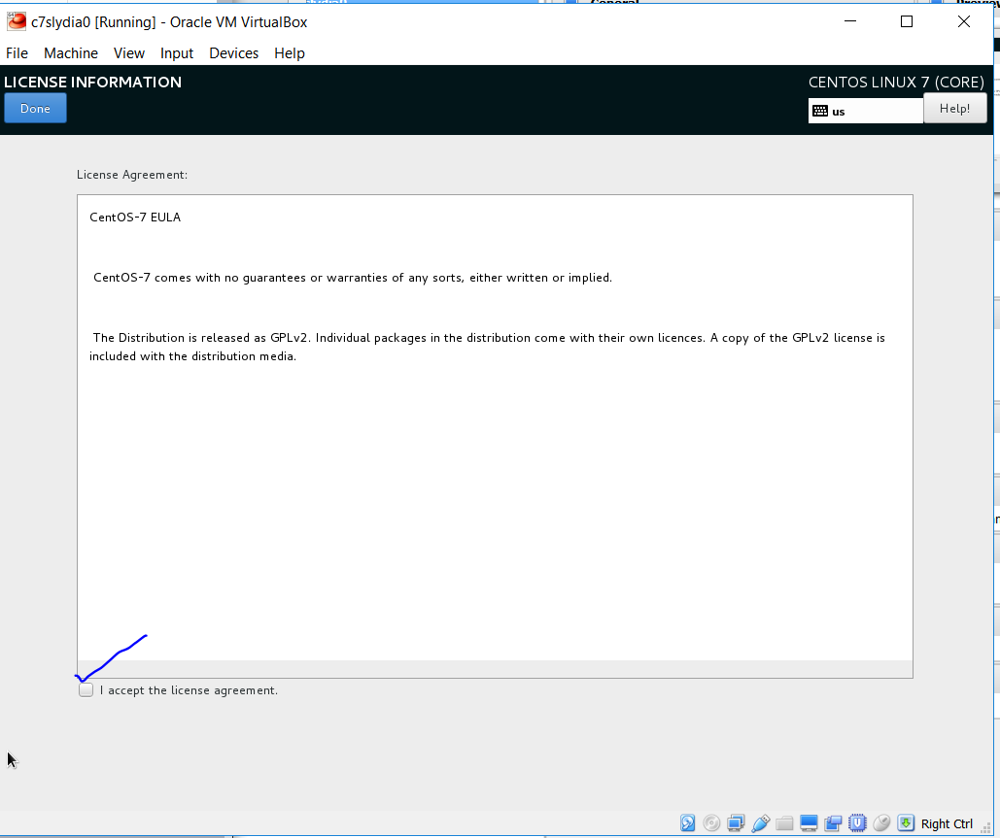 c7slydia0 [Running] - Oracle VM VirtualBox
File Machine View Input Devices Help
LICENSE INFORMATION
CENTOS LINUX 7 (CORE)
Done
us
Help!
License Agreement:
CentOS-7 EULA
CentOS-7 comes with no guarantees or warranties of any sorts, either written or implied.
The Distribution is released as GPLv2. Individual packages in the distribution come with their own licences. A copy of the GPLv2 license is
included with the distribution media.
I accept the license agreement.
Right Ctrl